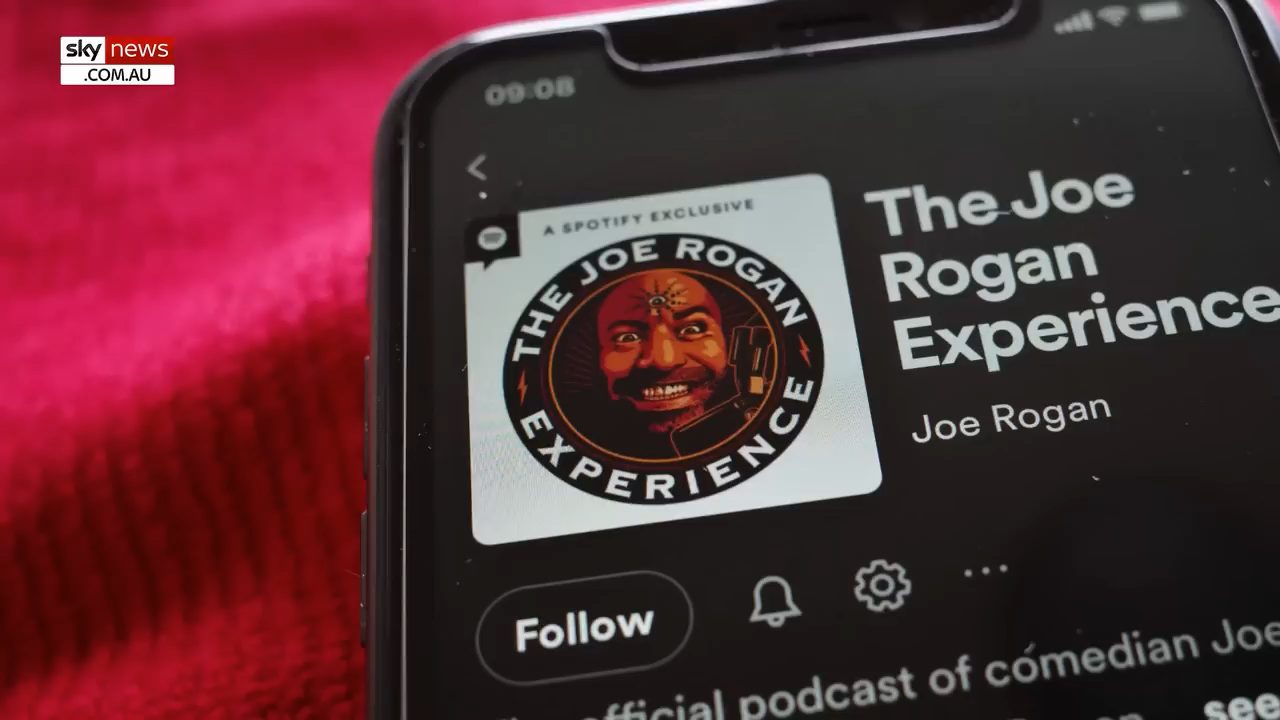 sky news
.COM.AU
09:08
A SPOTIFY EXCLUSIVE
THE JOE ROGAN
EXPERIENCE
The Joe
Rogan
Experience
Joe Rogan
Follow
official podcast of comedian Joe
see